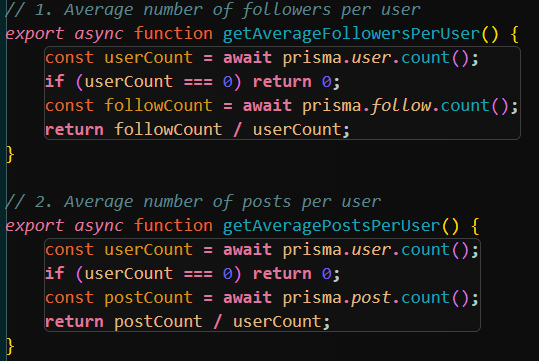 // 1. Average number of followers per user
export async function getAverageFollowersPerUser() {
const userCount = await prisma.user.count();
if (userCount === 0) return 0;
const followCount = await prisma.follow.count();
return followCount / userCount;
}
// 2. Average number of posts per user
export async function getAveragePostsPerUser() {
const userCount = await prisma.user.count();
if (userCount === 0) return 0;
const postCount = await prisma.post.count();
return postCount / userCount;
}